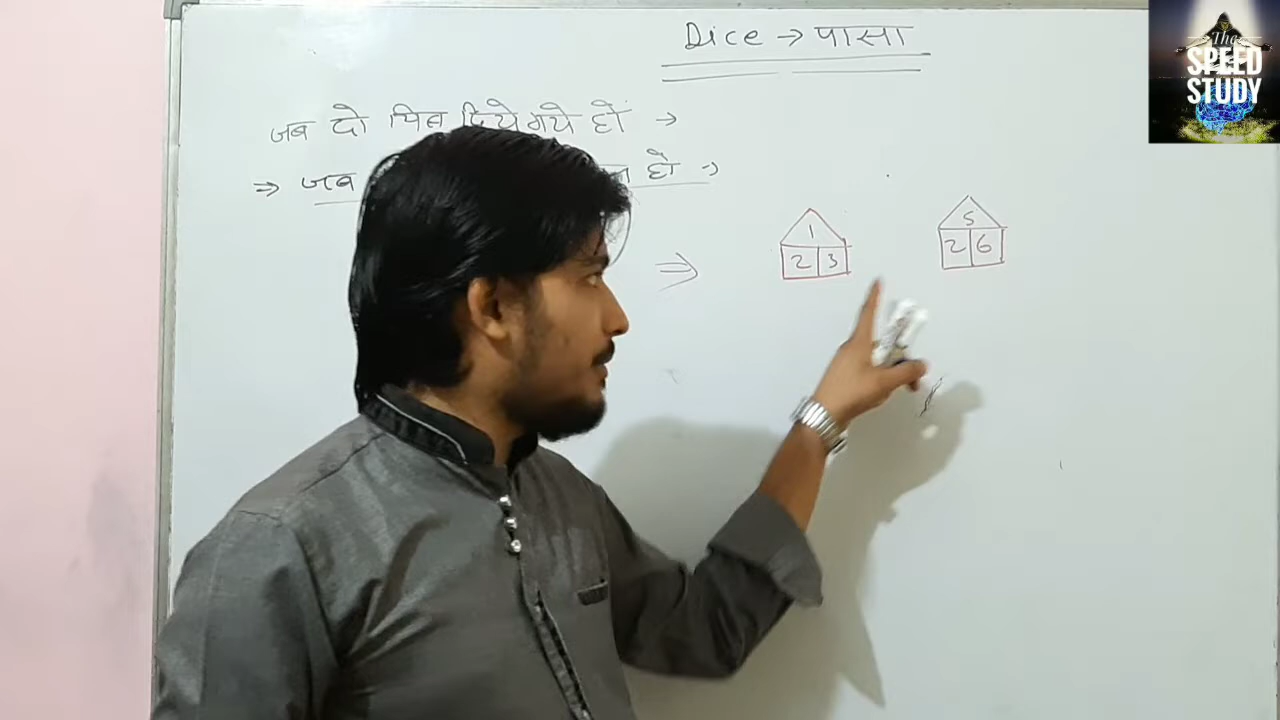 Dice → पासा
जब दो चित्र दिये गये हों →
⇒ जब हो →
⇒
1
2 3
5
2 6
The
SPEED
STUDY